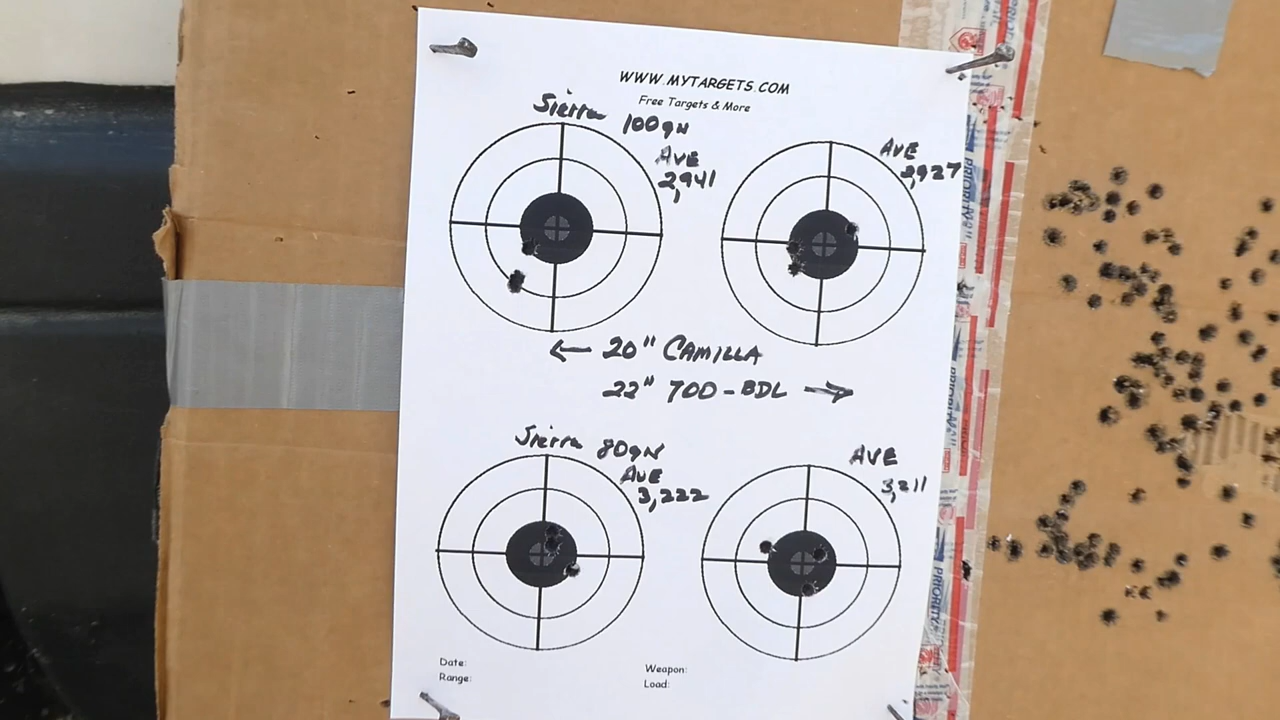 WWW.MYTARGETS.COM
Free Targets & More
Sierra 100gn
AVE
2,941
AVE
2,927
← 20" CAMILLA
22" 700-BDL →
Sierra 80gn
AVE
3,222
AVE
3,211
Date:
Range:
Weapon:
Load:
PRIORITY
PRIORITY